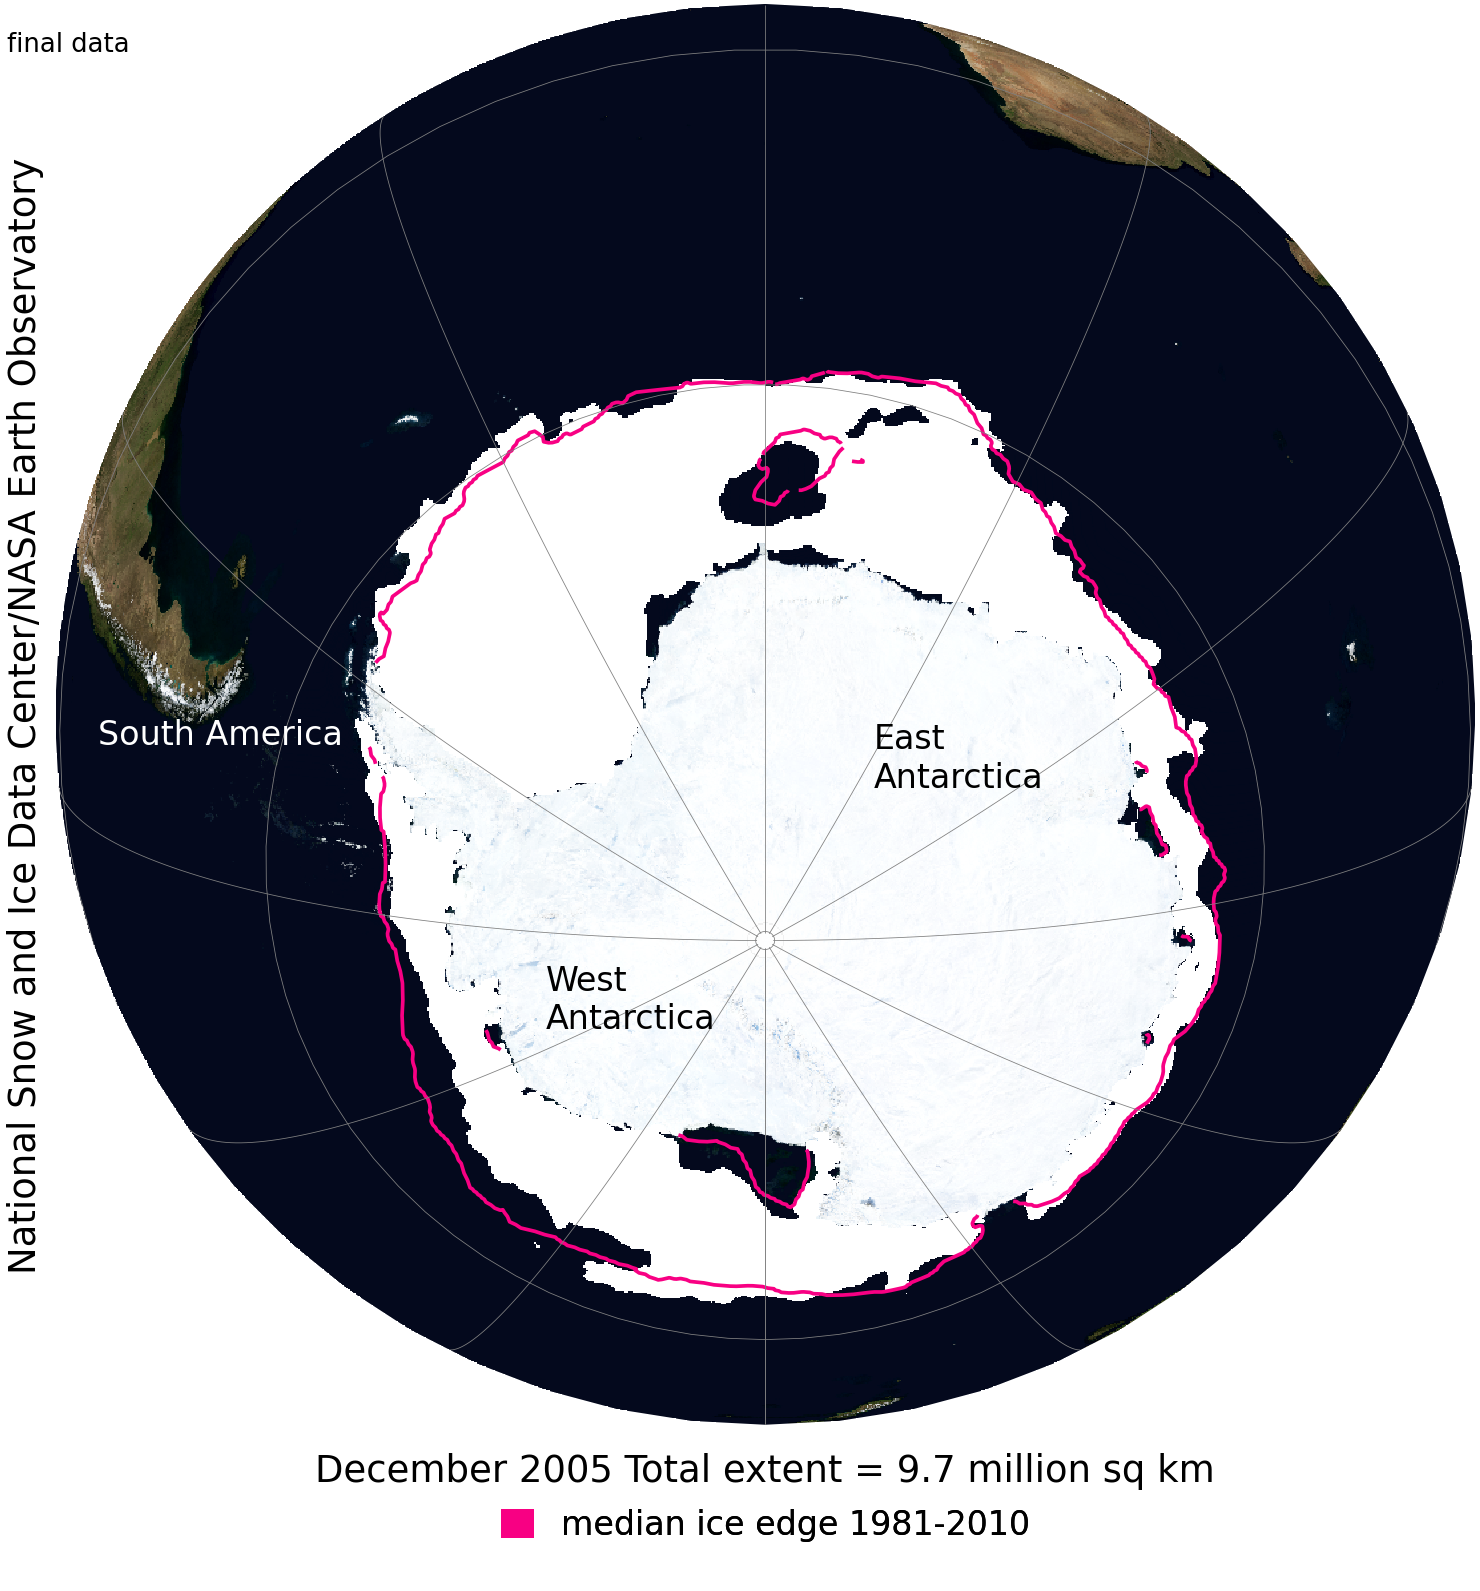 final data
National Snow and Ice Data Center/NASA Earth Observatory
South America
East
Antarctica
West
Antarctica
December 2005 Total extent = 9.7 million sq km
median ice edge 1981-2010